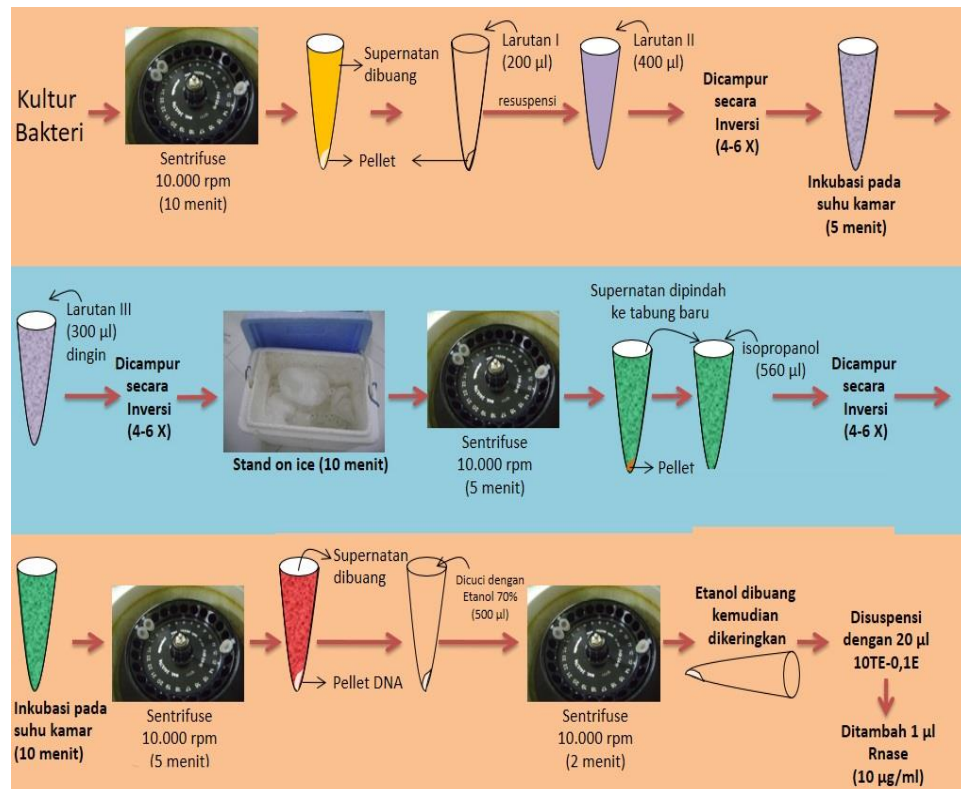 Kultur
Bakteri
Sentrifuse
10.000 rpm
(10 menit)
Supernatan
dibuang
Pellet
Larutan I
(200 µl)
resuspensi
Larutan II
(400 µl)
Dicampur
secara
Inversi
(4-6 X)
Inkubasi pada
suhu kamar
(5 menit)
Larutan III
(300 µl)
dingin
Dicampur
secara
Inversi
(4-6 X)
Stand on ice (10 menit)
Sentrifuse
10.000 rpm
(5 menit)
Supernatan dipindah
ke tabung baru
Pellet
isopropanol
(560 µl)
Dicampur
secara
Inversi
(4-6 X)
Inkubasi pada
suhu kamar
(10 menit)
Sentrifuse
10.000 rpm
(5 menit)
Supernatan
dibuang
Pellet DNA
Dicuci dengan
Etanol 70%
(500 µl)
Sentrifuse
10.000 rpm
(2 menit)
Etanol dibuang
kemudian
dikeringkan
Disuspensi
dengan 20 µl
10TE-0,1E
Ditambah 1 µl
Rnase
(10 µg/ml)